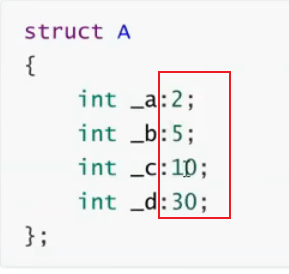 struct A
{
int _a:2;
int _b:5;
int _c:10;
int _d:30;
};